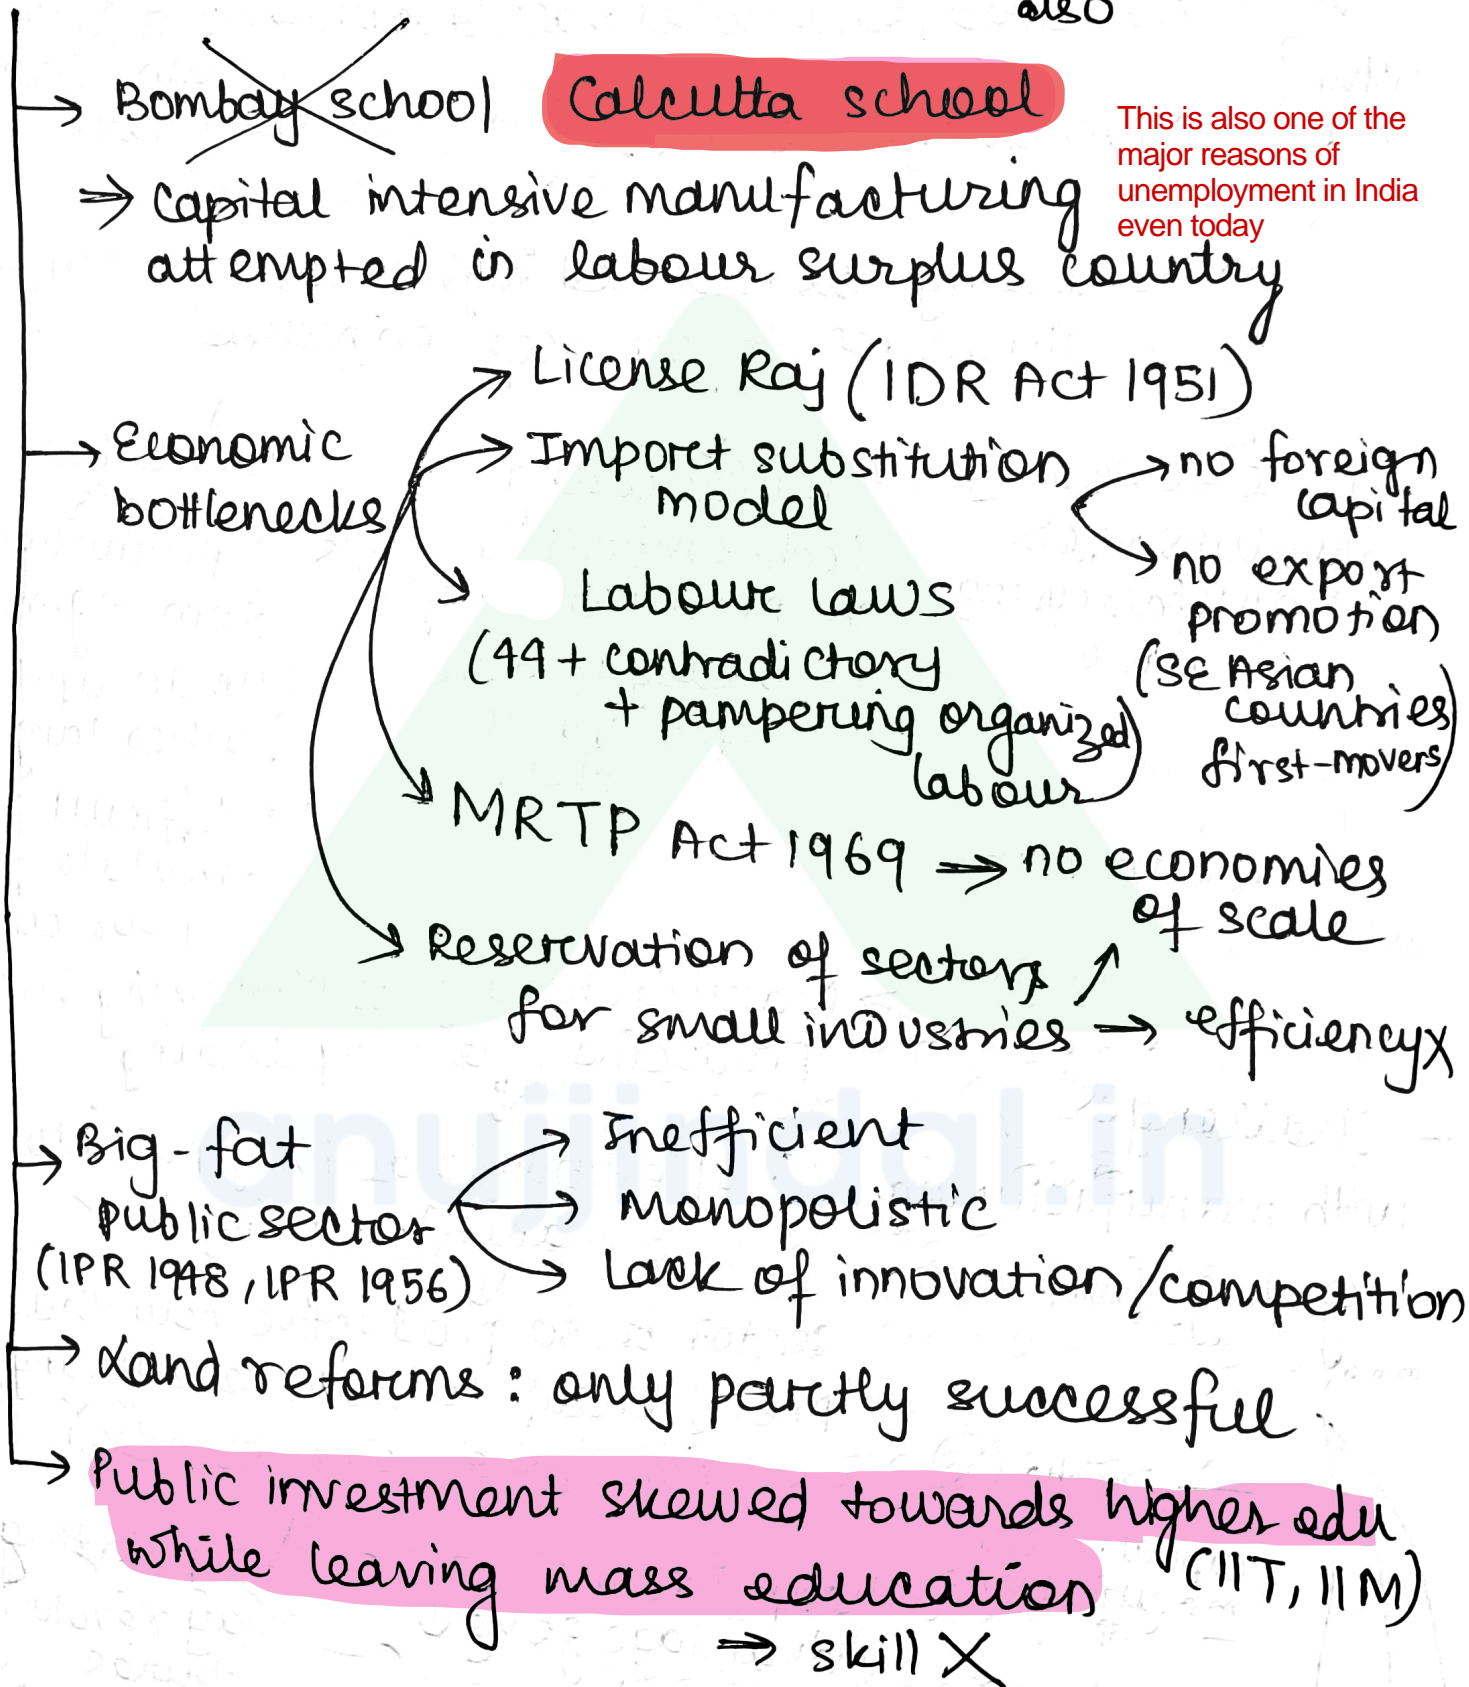 also
→ Bombay school Calcutta school
This is also one of the
major reasons of
unemployment in India
even today
⇒ Capital intensive manufacturing
attempted in labour surplus country
→ Economic
bottlenecks
→ License Raj (IDR Act 1951)
→ Import substitution
model
→ no foreign
capital
→ no export
promotion
(SE Asian
countries
first-movers)
→ Labour laws
(44 + contradictory
+ pampering organized
labour)
→ MRTP Act 1969 ⇒ no economies
of scale
→ Reservation of sectors
for small industries → efficiency X
anujjindal.in
→ Big-fat
public sector
(IPR 1948, IPR 1956)
→ Inefficient
→ Monopolistic
→ Lack of innovation/competition
→ Land reforms: only partly successful.
→ Public investment skewed towards higher edu
while leaving mass education (IIT, IIM)
⇒ skill X